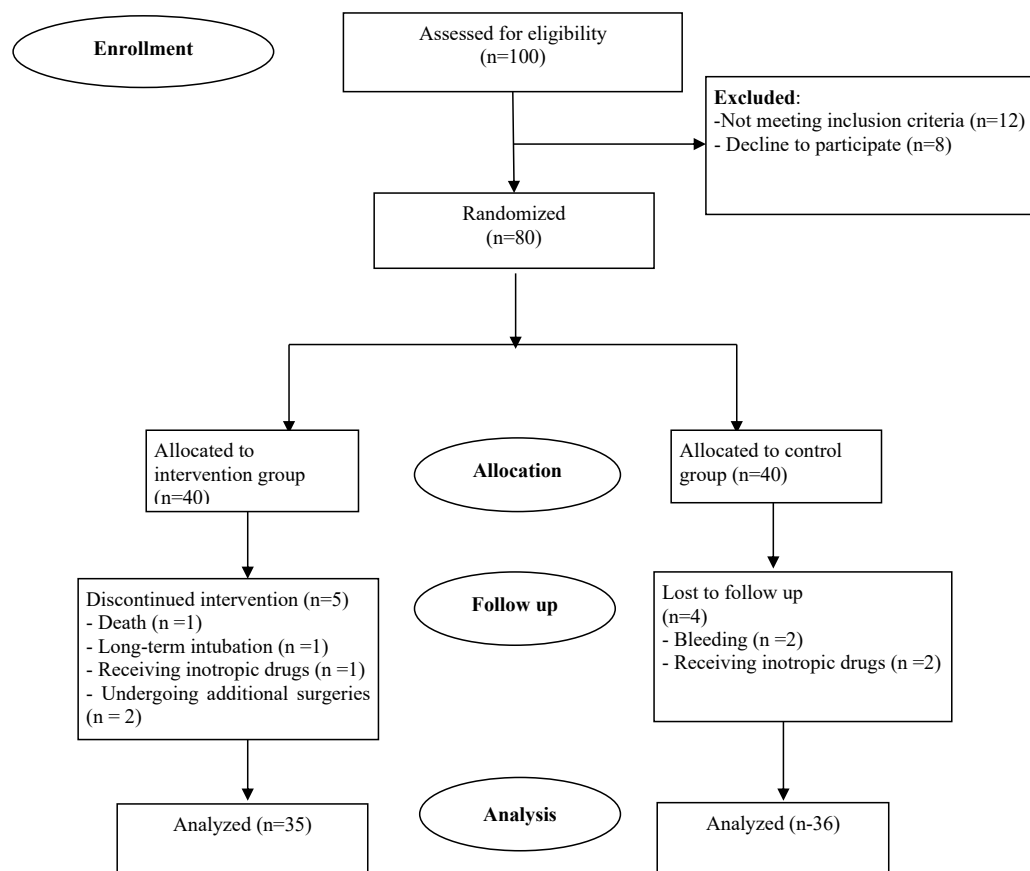 Enrollment
Assessed for eligibility
(n=100)
Excluded:
-Not meeting inclusion criteria (n=12)
- Decline to participate (n=8)
Randomized
(n=80)
Allocated to
intervention group
(n=40)
Allocation
Allocated to control
group (n=40)
Discontinued intervention (n=5)
- Death (n =1)
- Long-term intubation (n =1)
- Receiving inotropic drugs (n =1)
- Undergoing additional surgeries
(n = 2)
Follow up
Lost to follow up
(n=4)
- Bleeding (n =2)
- Receiving inotropic drugs (n =2)
Analyzed (n=35)
Analysis
Analyzed (n-36)